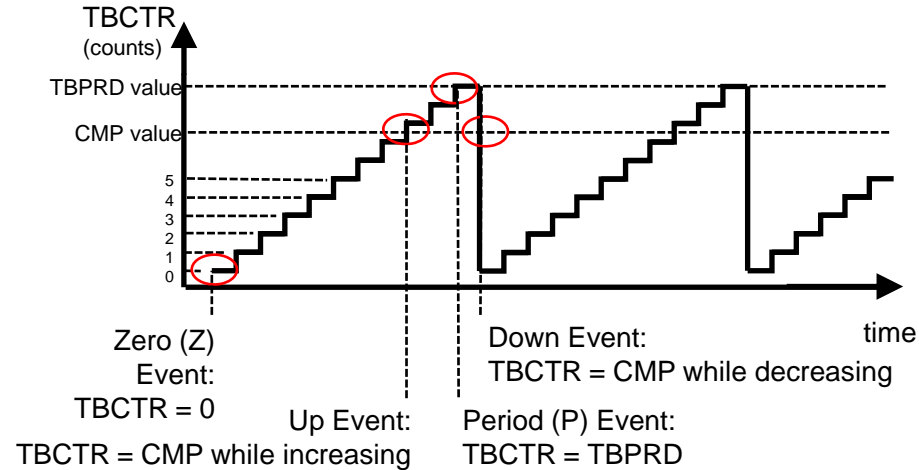 TBCTR
(counts)
TBPRD value
CMP value
5
4
3
2
1
0
time
Zero (Z)
Event:
TBCTR = 0
Down Event:
TBCTR = CMP while decreasing
Up Event:
TBCTR = CMP while increasing
Period (P) Event:
TBCTR = TBPRD